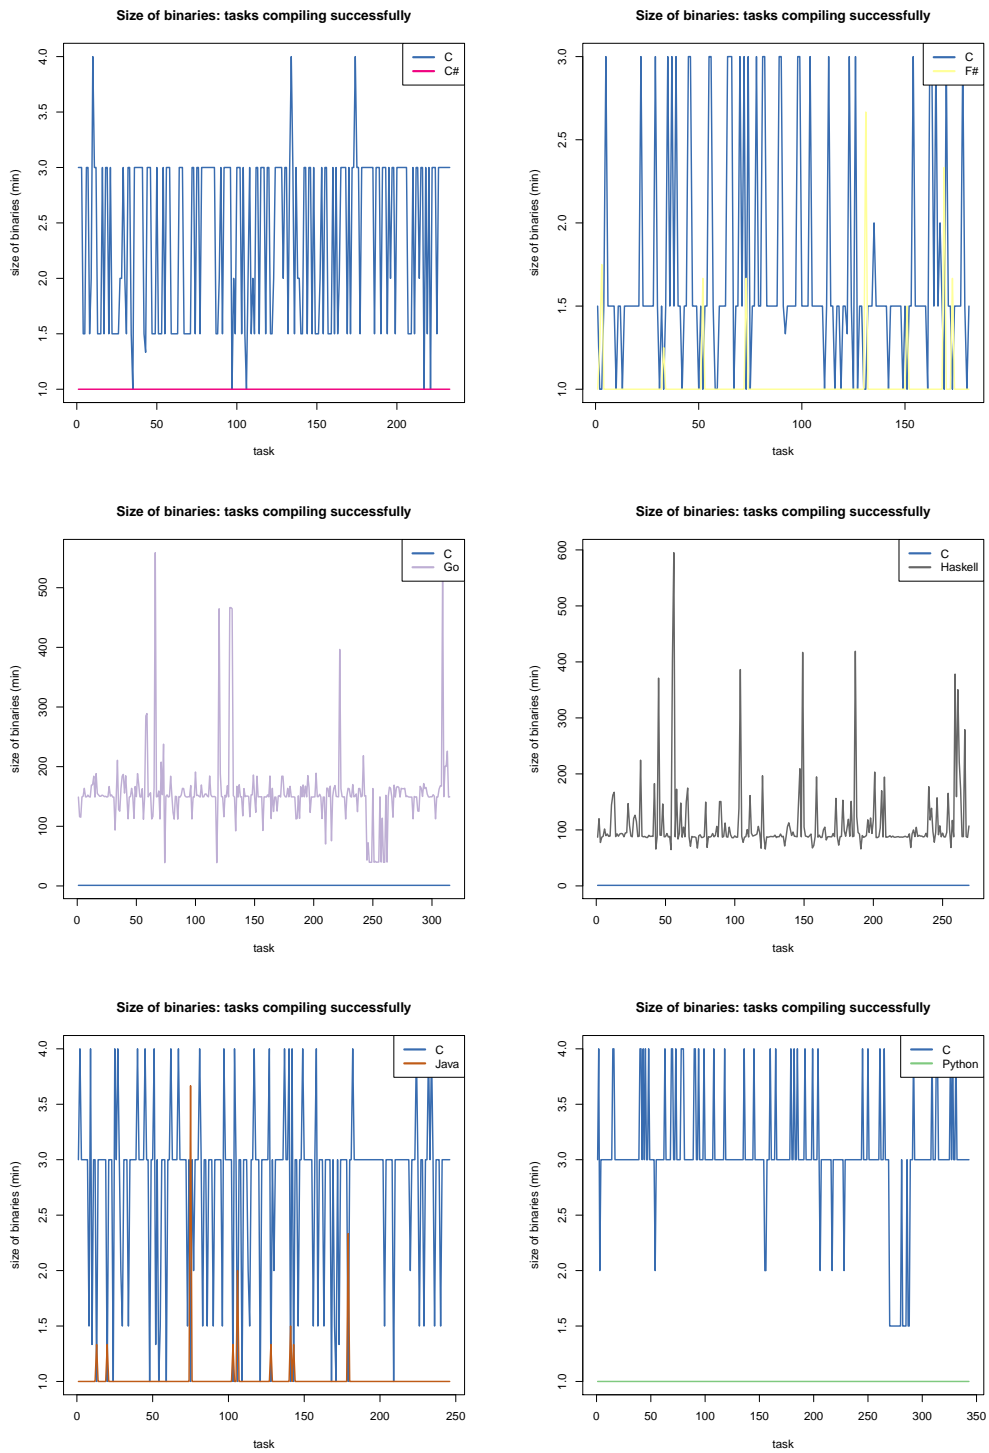 Size of binaries: tasks compiling successfully
size of binaries (min)
4.0
3.5
3.0
2.5
2.0
1.5
1.0
C
C#
0 50 100 150 200
task
Size of binaries: tasks compiling successfully
size of binaries (min)
3.0
2.5
2.0
1.5
1.0
C
F#
0 50 100 150
task
Size of binaries: tasks compiling successfully
size of binaries (min)
500
400
300
200
100
0
C
Go
0 50 100 150 200 250 300
task
Size of binaries: tasks compiling successfully
size of binaries (min)
600
500
400
300
200
100
0
C
Haskell
0 50 100 150 200 250
task
Size of binaries: tasks compiling successfully
size of binaries (min)
4.0
3.5
3.0
2.5
2.0
1.5
1.0
C
Java
0 50 100 150 200 250
task
Size of binaries: tasks compiling successfully
size of binaries (min)
4.0
3.5
3.0
2.5
2.0
1.5
1.0
C
Python
0 50 100 150 200 250 300 350
task